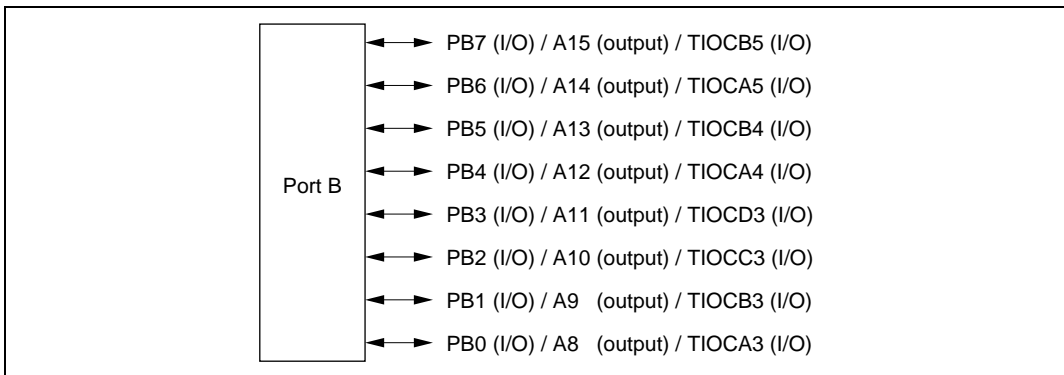 PB7 (I/O) / A15 (output) / TIOCB5 (I/O)
PB6 (I/O) / A14 (output) / TIOCA5 (I/O)
PB5 (I/O) / A13 (output) / TIOCB4 (I/O)
PB4 (I/O) / A12 (output) / TIOCA4 (I/O)
Port B
PB3 (I/O) / A11 (output) / TIOCD3 (I/O)
PB2 (I/O) / A10 (output) / TIOCC3 (I/O)
PB1 (I/O) / A9 (output) / TIOCB3 (I/O)
PB0 (I/O) / A8 (output) / TIOCA3 (I/O)